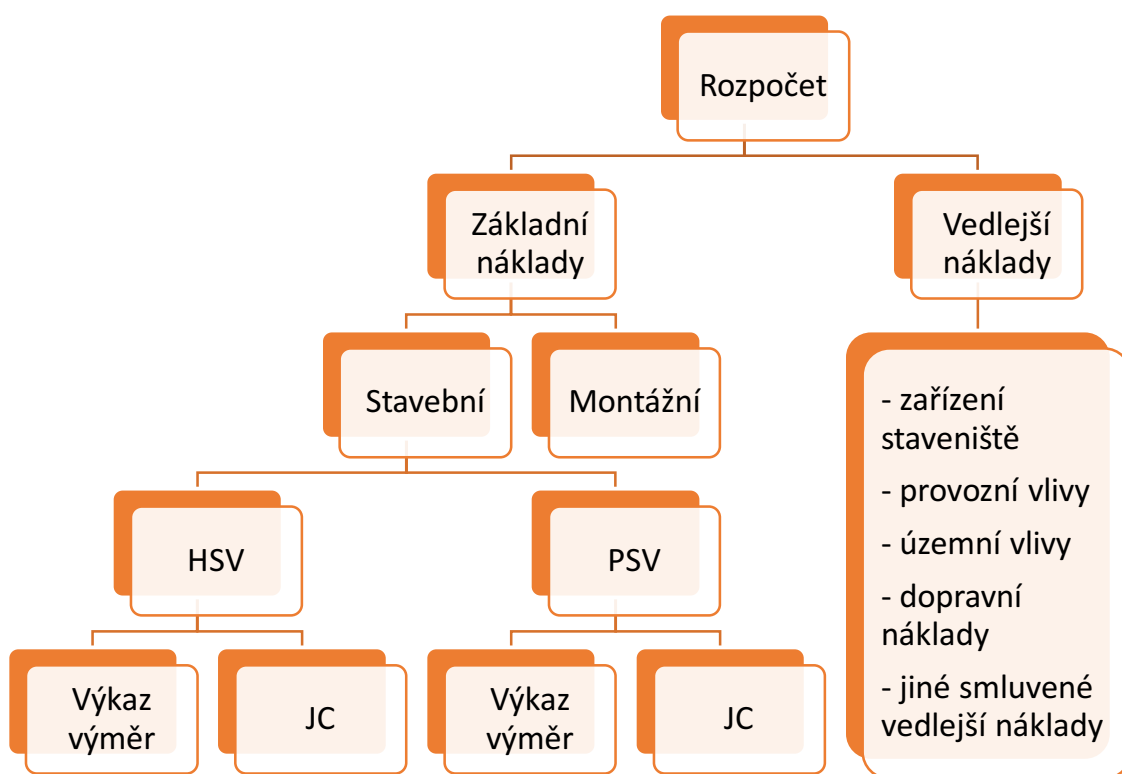 Rozpočet
Základní
náklady
Vedlejší
náklady
Stavební
Montážní
- zařízení
staveniště
- provozní vlivy
- územní vlivy
- dopravní
náklady
- jiné smluvené
vedlejší náklady
HSV
PSV
Výkaz
výměr
JC
Výkaz
výměr
JC